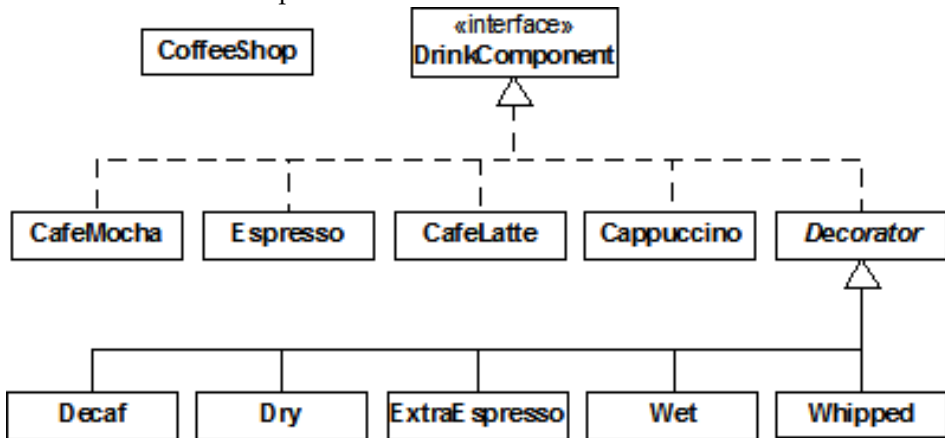 CoffeeShop
«interface»
DrinkComponent
CafeMocha
Espresso
CafeLatte
Cappuccino
Decorator
Decaf
Dry
ExtraEspresso
Wet
Whipped